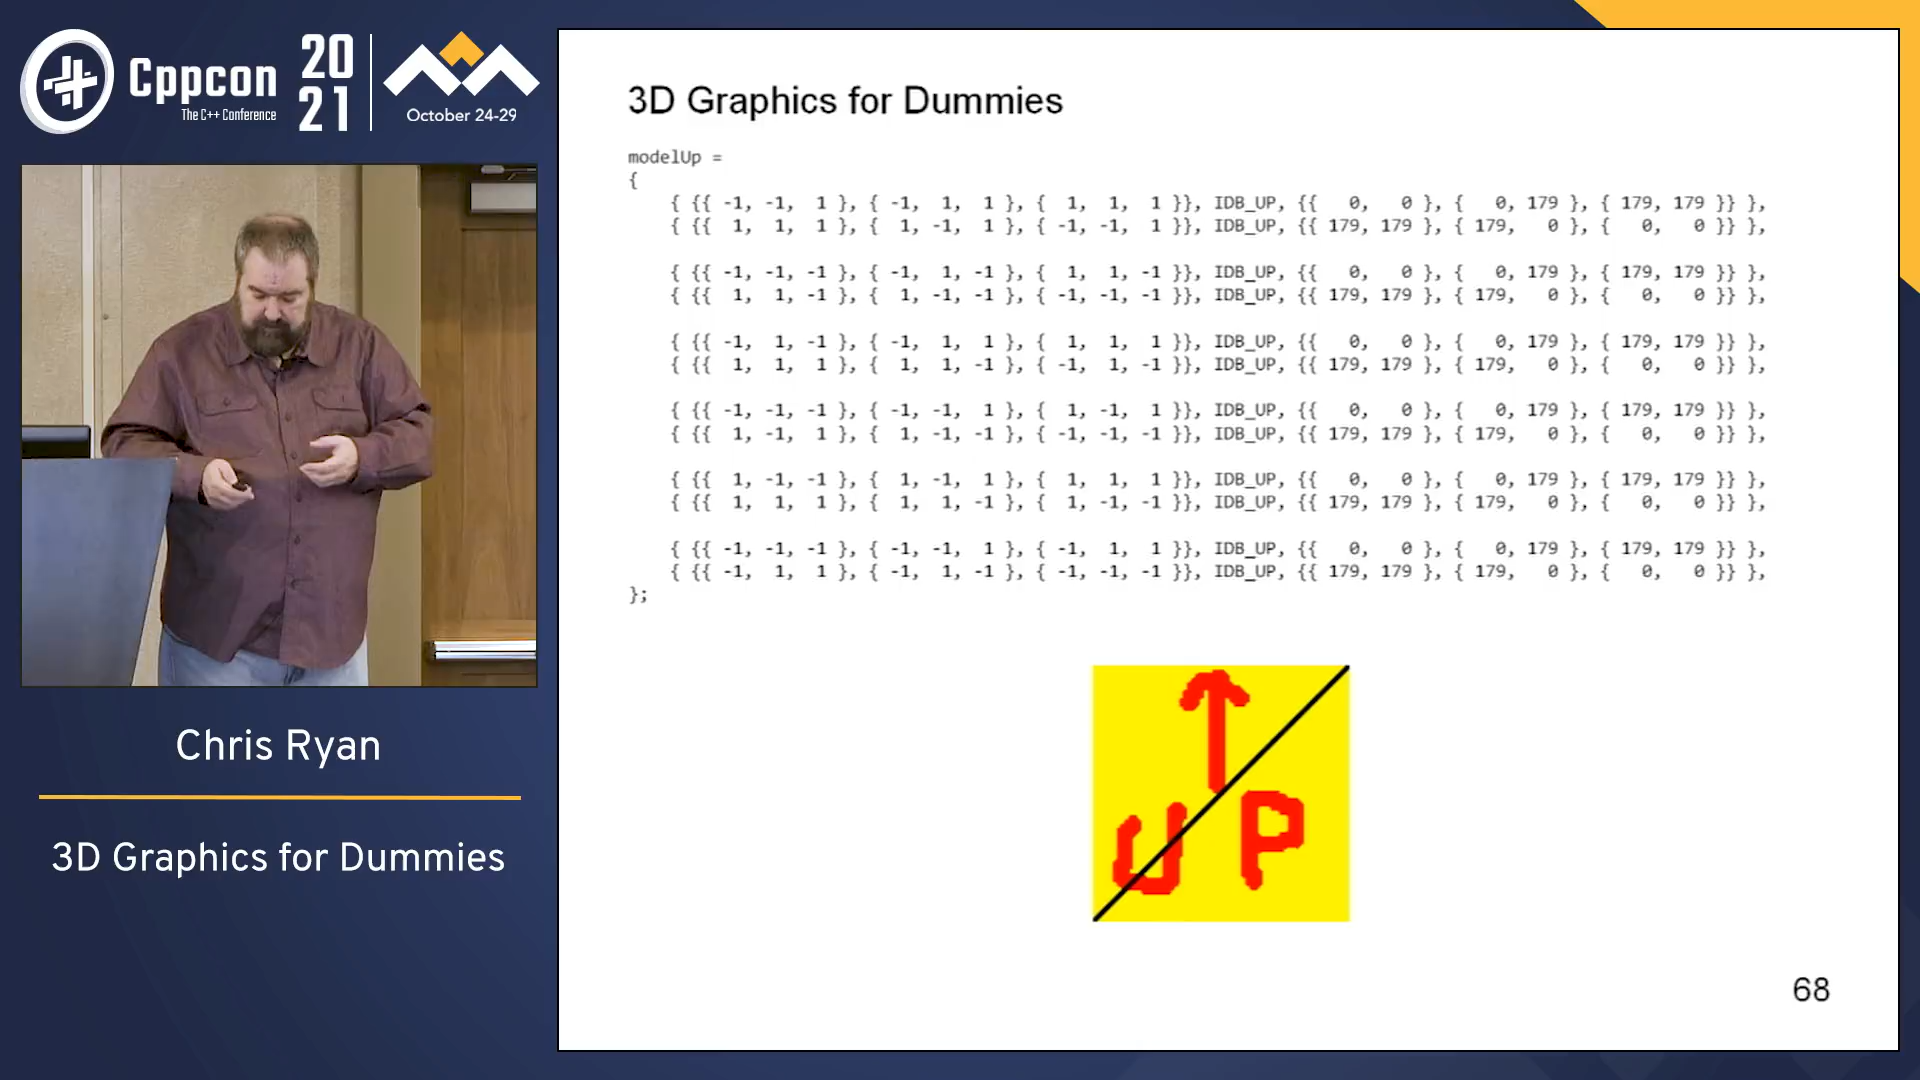 Cppcon
The C++ Conference
20
21
October 24-29
Chris Ryan
3D Graphics for Dummies
3D Graphics for Dummies
modelUp =
{
{ {{ -1, -1, 1 }, { -1, 1, 1 }, { 1, 1, 1 }}, IDB_UP, {{ 0, 0 }, { 0, 179 }, { 179, 179 }} },
{ {{ 1, 1, 1 }, { 1, -1, 1 }, { -1, -1, 1 }}, IDB_UP, {{ 179, 179 }, { 179, 0 }, { 0, 0 }} },
{ {{ -1, -1, -1 }, { -1, 1, -1 }, { 1, 1, -1 }}, IDB_UP, {{ 0, 0 }, { 0, 179 }, { 179, 179 }} },
{ {{ 1, 1, -1 }, { 1, -1, -1 }, { -1, -1, -1 }}, IDB_UP, {{ 179, 179 }, { 179, 0 }, { 0, 0 }} },
{ {{ -1, 1, -1 }, { -1, 1, 1 }, { 1, 1, 1 }}, IDB_UP, {{ 0, 0 }, { 0, 179 }, { 179, 179 }} },
{ {{ 1, 1, 1 }, { 1, 1, -1 }, { -1, 1, -1 }}, IDB_UP, {{ 179, 179 }, { 179, 0 }, { 0, 0 }} },
{ {{ -1, -1, -1 }, { -1, -1, 1 }, { 1, -1, 1 }}, IDB_UP, {{ 0, 0 }, { 0, 179 }, { 179, 179 }} },
{ {{ 1, -1, 1 }, { 1, -1, -1 }, { -1, -1, -1 }}, IDB_UP, {{ 179, 179 }, { 179, 0 }, { 0, 0 }} },
{ {{ 1, -1, -1 }, { 1, -1, 1 }, { 1, 1, 1 }}, IDB_UP, {{ 0, 0 }, { 0, 179 }, { 179, 179 }} },
{ {{ 1, 1, 1 }, { 1, 1, -1 }, { 1, -1, -1 }}, IDB_UP, {{ 179, 179 }, { 179, 0 }, { 0, 0 }} },
{ {{ -1, -1, -1 }, { -1, -1, 1 }, { -1, 1, 1 }}, IDB_UP, {{ 0, 0 }, { 0, 179 }, { 179, 179 }} },
{ {{ -1, 1, 1 }, { -1, 1, -1 }, { -1, -1, -1 }}, IDB_UP, {{ 179, 179 }, { 179, 0 }, { 0, 0 }} },
};
UP
68